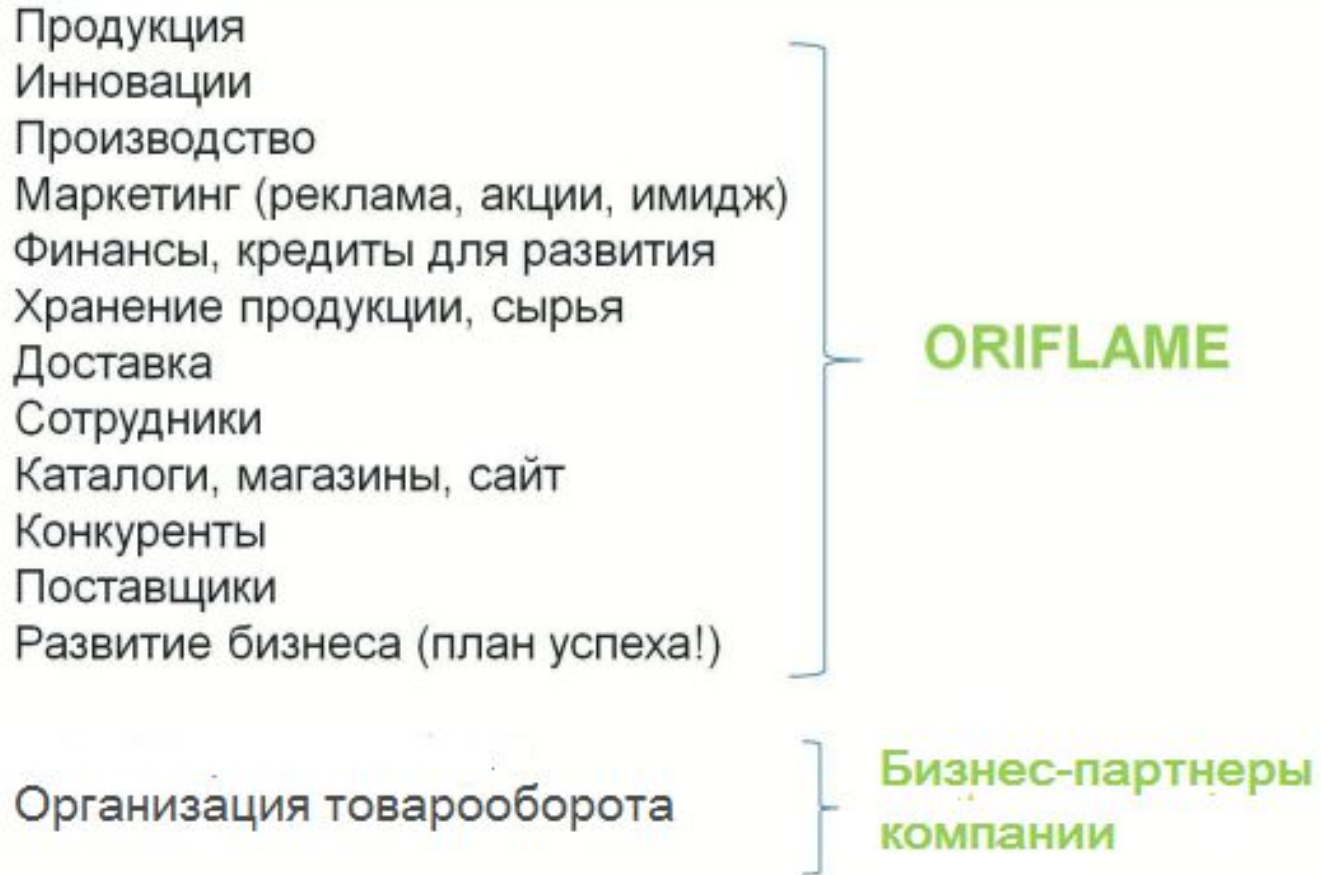 Продукция
Инновации
Производство
Маркетинг (реклама, акции, имидж)
Финансы, кредиты для развития
Хранение продукции, сырья
Доставка
Сотрудники
Каталоги, магазины, сайт
Конкуренты
Поставщики
Развитие бизнеса (план успеха!)
ORIFLAME
Организация товарооборота
Бизнес-партнеры
компании